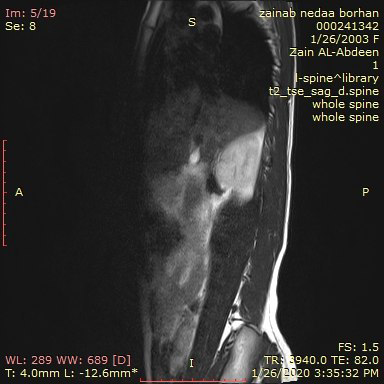 Im: 5/19
Se: 8
S
zainab nedaa borhan
000241342
1/26/2003 F
Zain AL-Abdeen
1
l-spine^library
t2_tse_sag_d.spine
whole spine
whole spine
A
P
WL: 289 WW: 689 [D]
T: 4.0mm L: -12.6mm*
I
FS: 1.5
TR: 3940.0 TE: 82.0
1/26/2020 3:35:32 PM